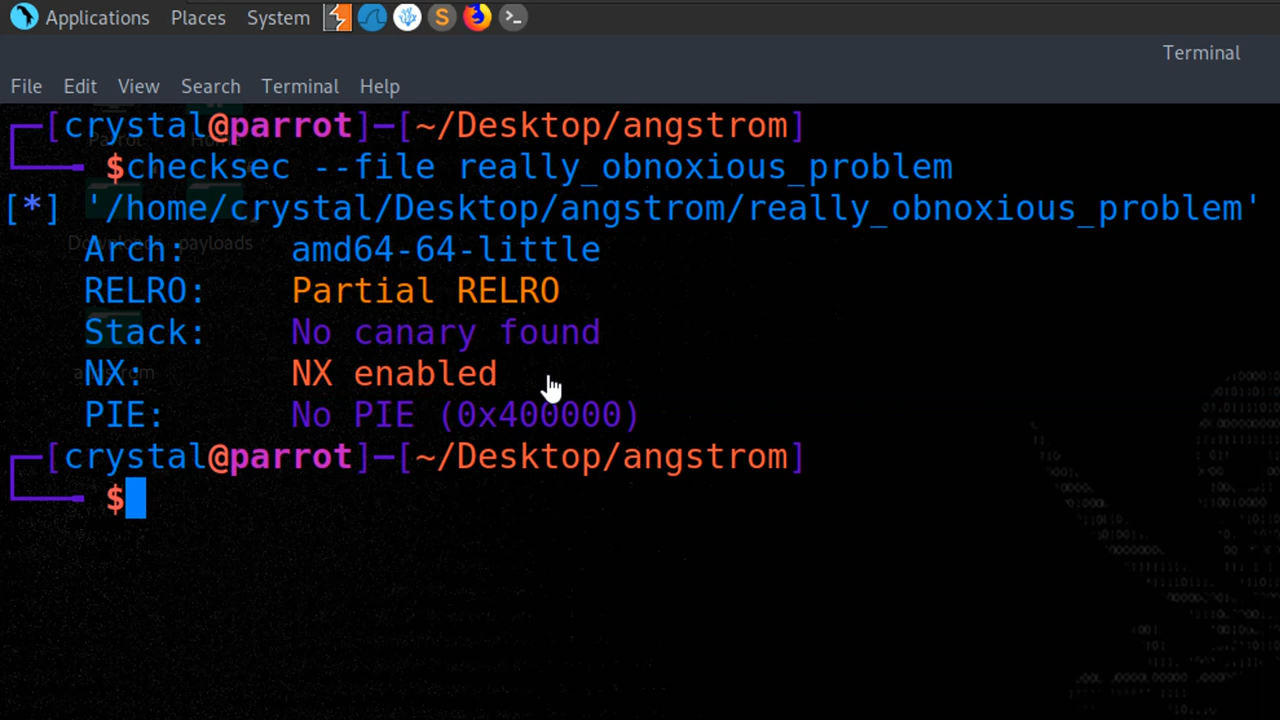 Applications Places System
Terminal
File Edit View Search Terminal Help
┌─[crystal@parrot]─[~/Desktop/angstrom]
└──╼ $checksec --file really_obnoxious_problem
[*] '/home/crystal/Desktop/angstrom/really_obnoxious_problem'
Arch: amd64-64-little
RELRO: Partial RELRO
Stack: No canary found
NX: NX enabled
PIE: No PIE (0x400000)
┌─[crystal@parrot]─[~/Desktop/angstrom]
└──╼ $
Parrot
payloads